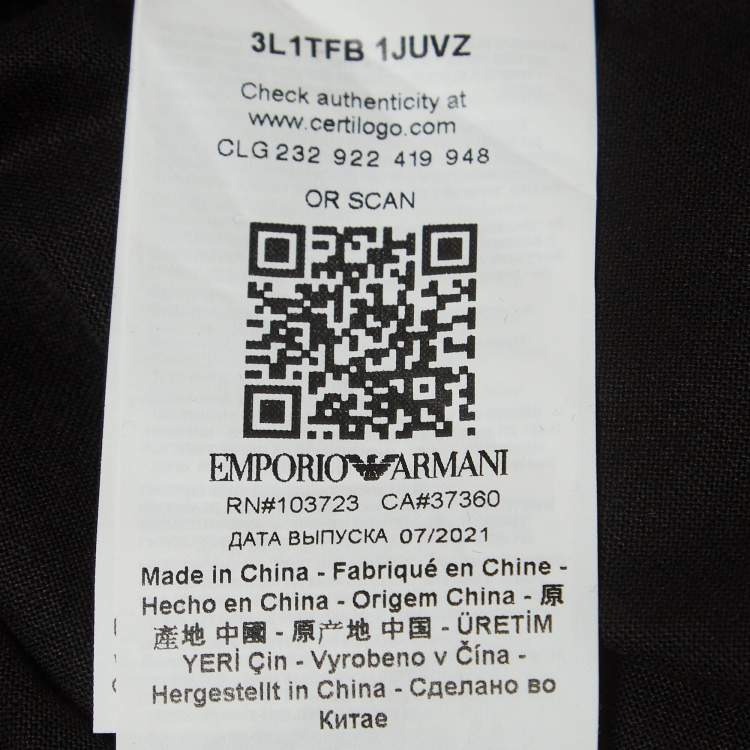 3L1TFB 1JUVZ
Check authenticity at
www.certilogo.com
CLG 232 922 419 948
OR SCAN
EMPORIO ARMANI
RN#103723 CA#37360
ДАТА ВЫПУСКА 07/2021
Made in China - Fabriqué en Chine -
Hecho en China - Origem China - 原
產地 中國 - 原产地 中国 - ÜRETİM
YERİ Çin - Vyrobeno v Čína -
Hergestellt in China - Сделано во
Китае